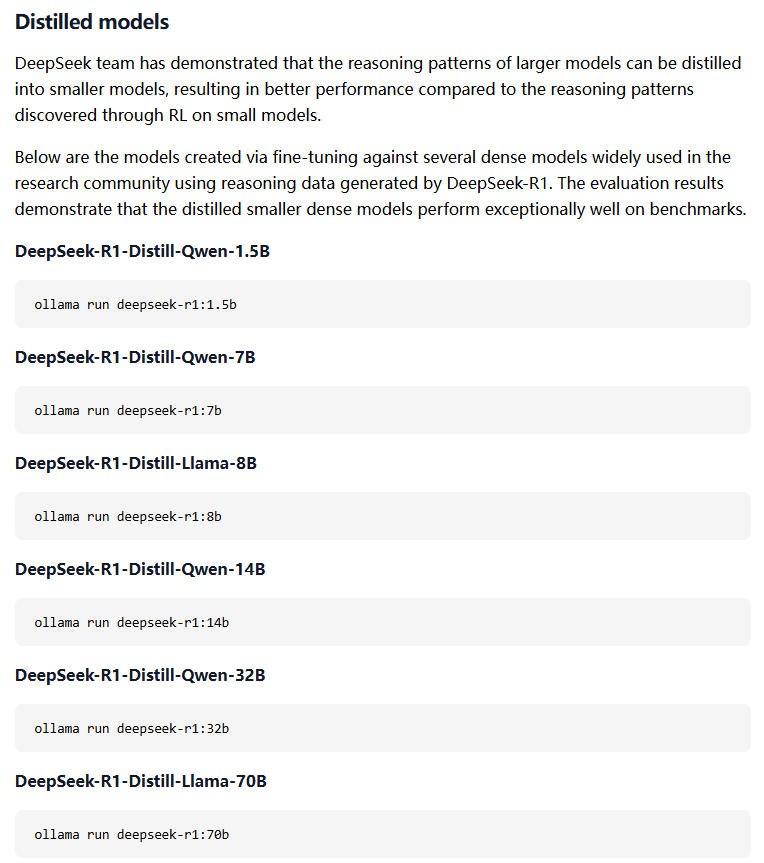 Distilled models
DeepSeek team has demonstrated that the reasoning patterns of larger models can be distilled
into smaller models, resulting in better performance compared to the reasoning patterns
discovered through RL on small models.
Below are the models created via fine-tuning against several dense models widely used in the
research community using reasoning data generated by DeepSeek-R1. The evaluation results
demonstrate that the distilled smaller dense models perform exceptionally well on benchmarks.
DeepSeek-R1-Distill-Qwen-1.5B
ollama run deepseek-r1:1.5b
DeepSeek-R1-Distill-Qwen-7B
ollama run deepseek-r1:7b
DeepSeek-R1-Distill-Llama-8B
ollama run deepseek-r1:8b
DeepSeek-R1-Distill-Qwen-14B
ollama run deepseek-r1:14b
DeepSeek-R1-Distill-Qwen-32B
ollama run deepseek-r1:32b
DeepSeek-R1-Distill-Llama-70B
ollama run deepseek-r1:70b